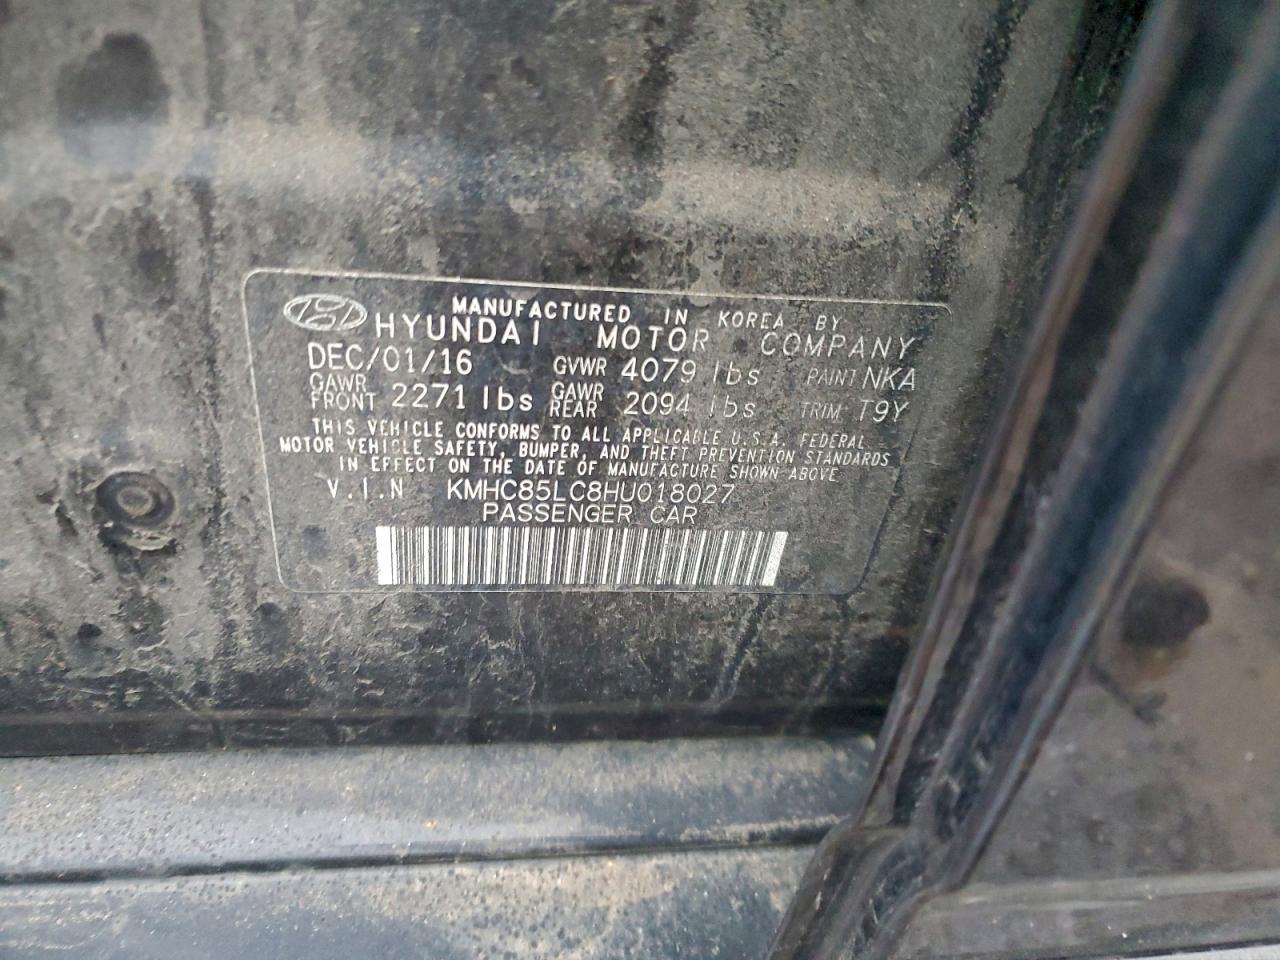 MANUFACTURED IN KOREA BY
HYUNDAI MOTOR COMPANY
DEC/01/16 GVWR 4079 lbs PAINT NKA
GAWR FRONT 2271 lbs GAWR REAR 2094 lbs TRIM T9Y
THIS VEHICLE CONFORMS TO ALL APPLICABLE U.S.A. FEDERAL
MOTOR VEHICLE SAFETY, BUMPER, AND THEFT PREVENTION STANDARDS
IN EFFECT ON THE DATE OF MANUFACTURE SHOWN ABOVE
V.I.N KMHC85LC8HU018027
PASSENGER CAR